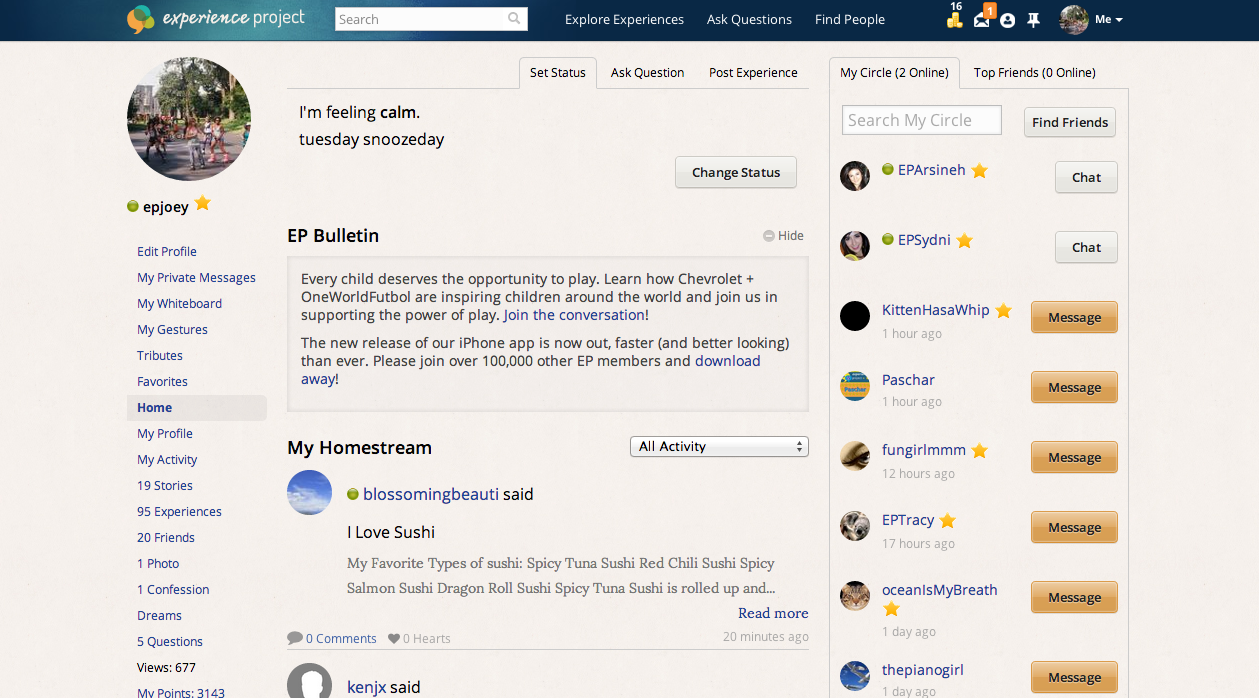 experience project
Search
Explore Experiences
Ask Questions
Find People
16
1
Me
epjoey
Edit Profile
My Private Messages
My Whiteboard
My Gestures
Tributes
Favorites
Home
My Profile
My Activity
19 Stories
95 Experiences
20 Friends
1 Photo
1 Confession
Dreams
5 Questions
Views: 677
My Points: 3143
Set Status
Ask Question
Post Experience
I'm feeling calm.
tuesday snoozeday
Change Status
EP Bulletin
Hide
Every child deserves the opportunity to play. Learn how Chevrolet +
OneWorldFutbol are inspiring children around the world and join us in
supporting the power of play. Join the conversation!
The new release of our iPhone app is now out, faster (and better looking)
than ever. Please join over 100,000 other EP members and download
away!
My Homestream
All Activity
blossomingbeauti said
I Love Sushi
My Favorite Types of sushi: Spicy Tuna Sushi Red Chili Sushi Spicy
Salmon Sushi Dragon Roll Sushi Spicy Tuna Sushi is rolled up and...
Read more
0 Comments
0 Hearts
20 minutes ago
kenjx said
My Circle (2 Online)
Top Friends (0 Online)
Search My Circle
Find Friends
EPArsineh
Chat
EPSydni
Chat
KittenHasaWhip
1 hour ago
Message
Paschar
1 hour ago
Message
fungirlmmm
12 hours ago
Message
EPTracy
17 hours ago
Message
oceanIsMyBreath
1 day ago
Message
thepianogirl
1 day ago
Message